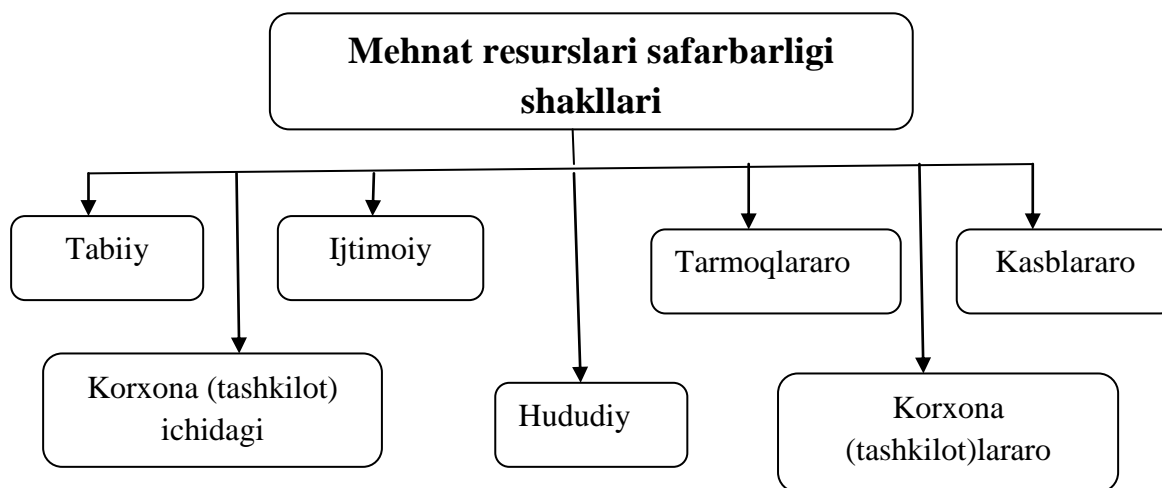 Mehnat resurslari safarbarligi
shakllari
Tabiiy
Ijtimoiy
Tarmoqlararo
Kasblararo
Korxona (tashkilot)
ichidagi
Hududiy
Korxona
(tashkilot)lararo